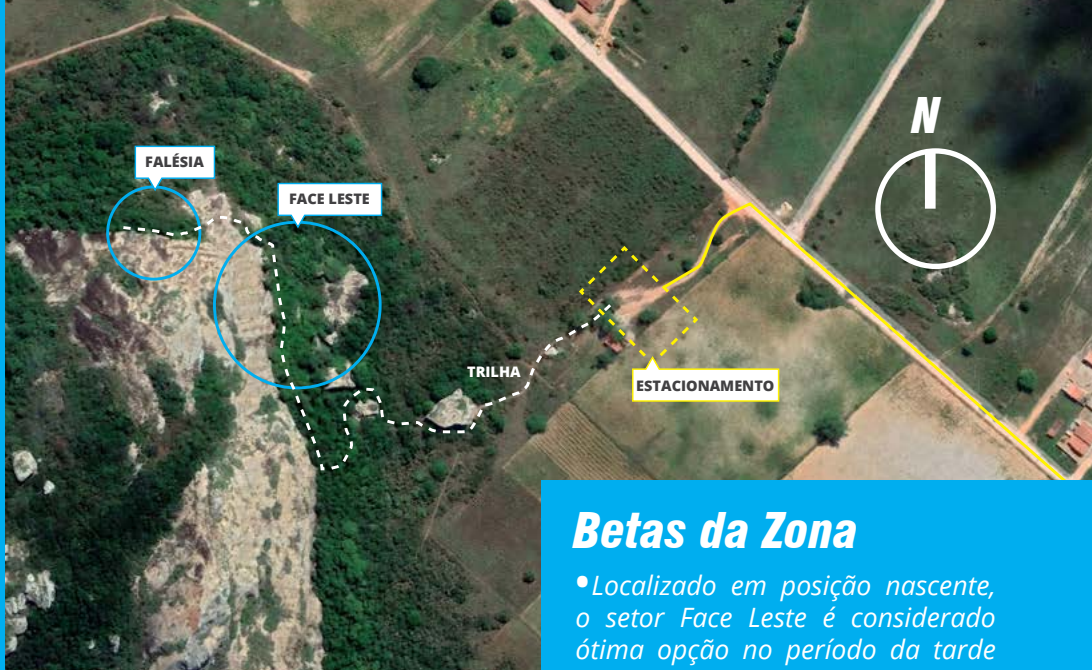 N
FALÉSIA
FACE LESTE
TRILHA
ESTACIONAMENTO
Betas da Zona
•Localizado em posição nascente,
o setor Face Leste é considerado
ótima opção no período da tarde